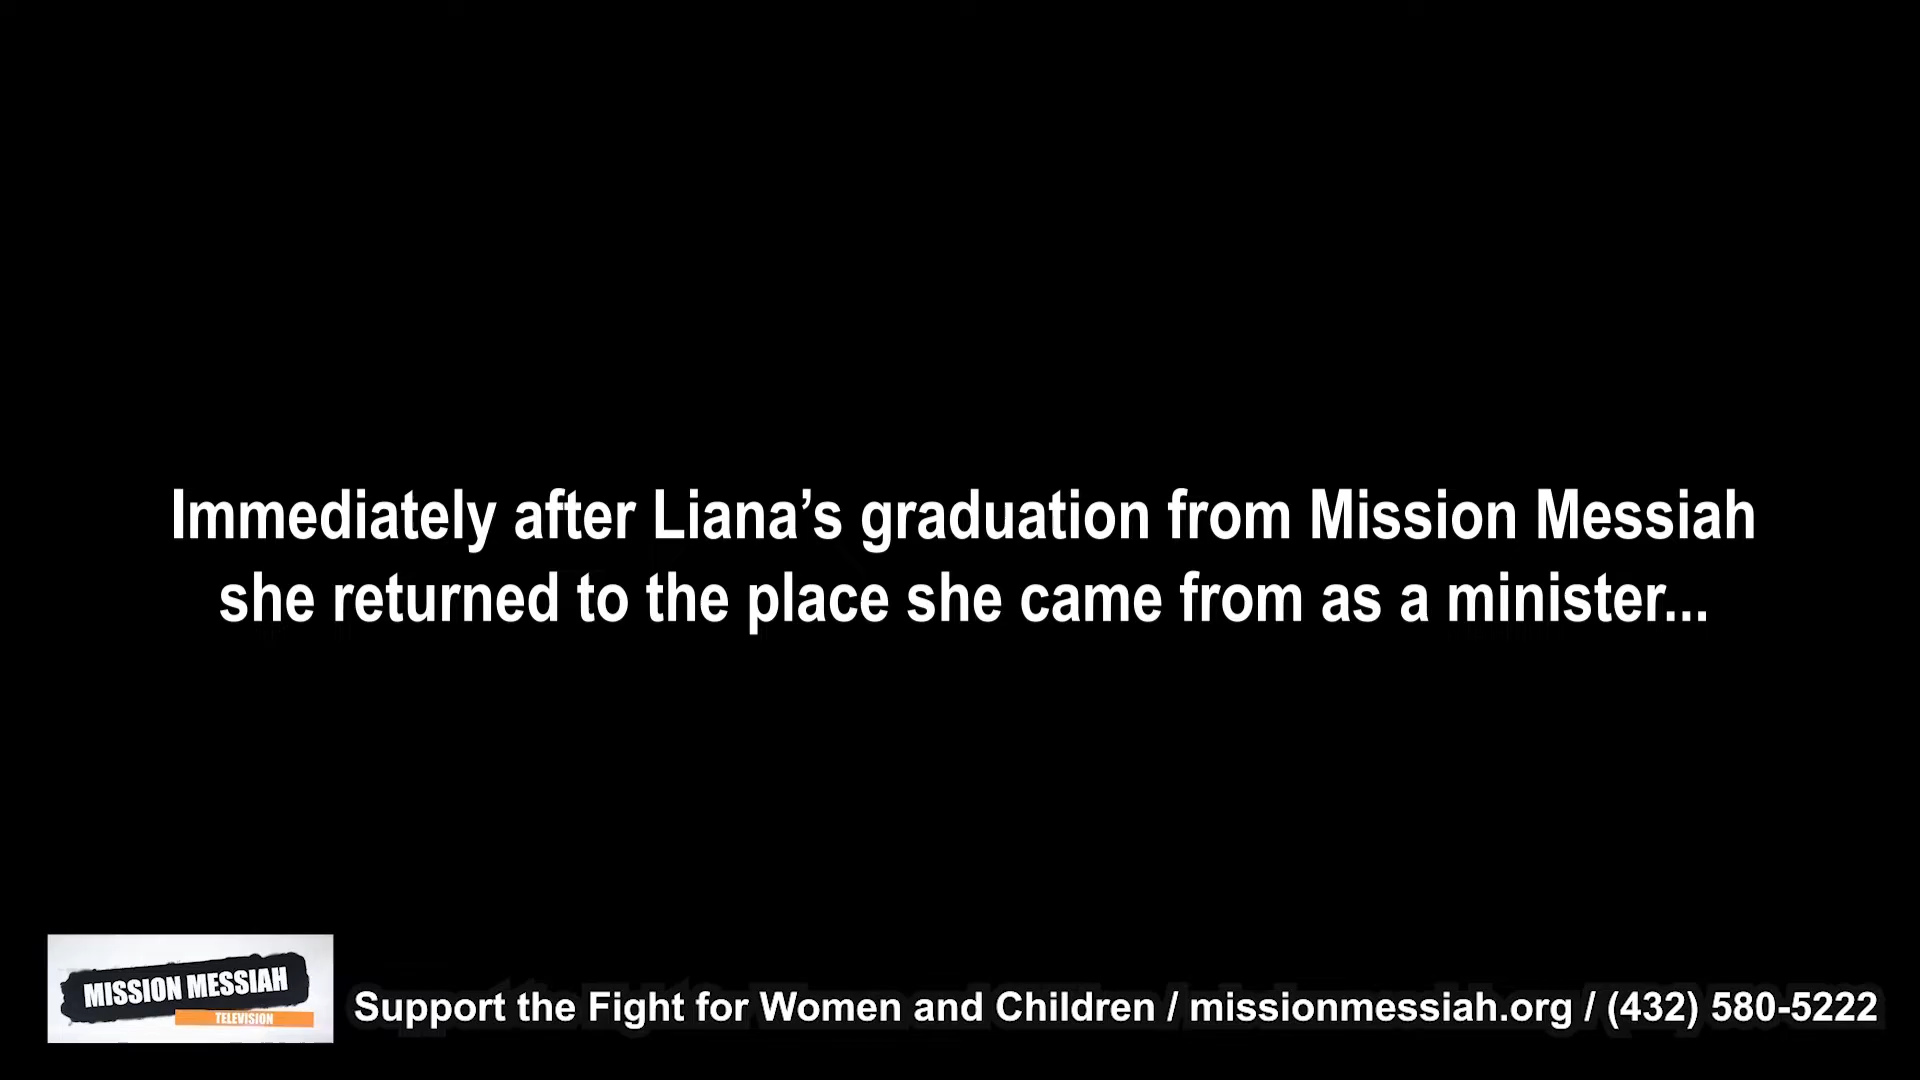 Immediately after Liana’s graduation from Mission Messiah
she returned to the place she came from as a minister...
MISSION MESSIAH
TELEVISION
Support the Fight for Women and Children / missionmessiah.org / (432) 580-5222